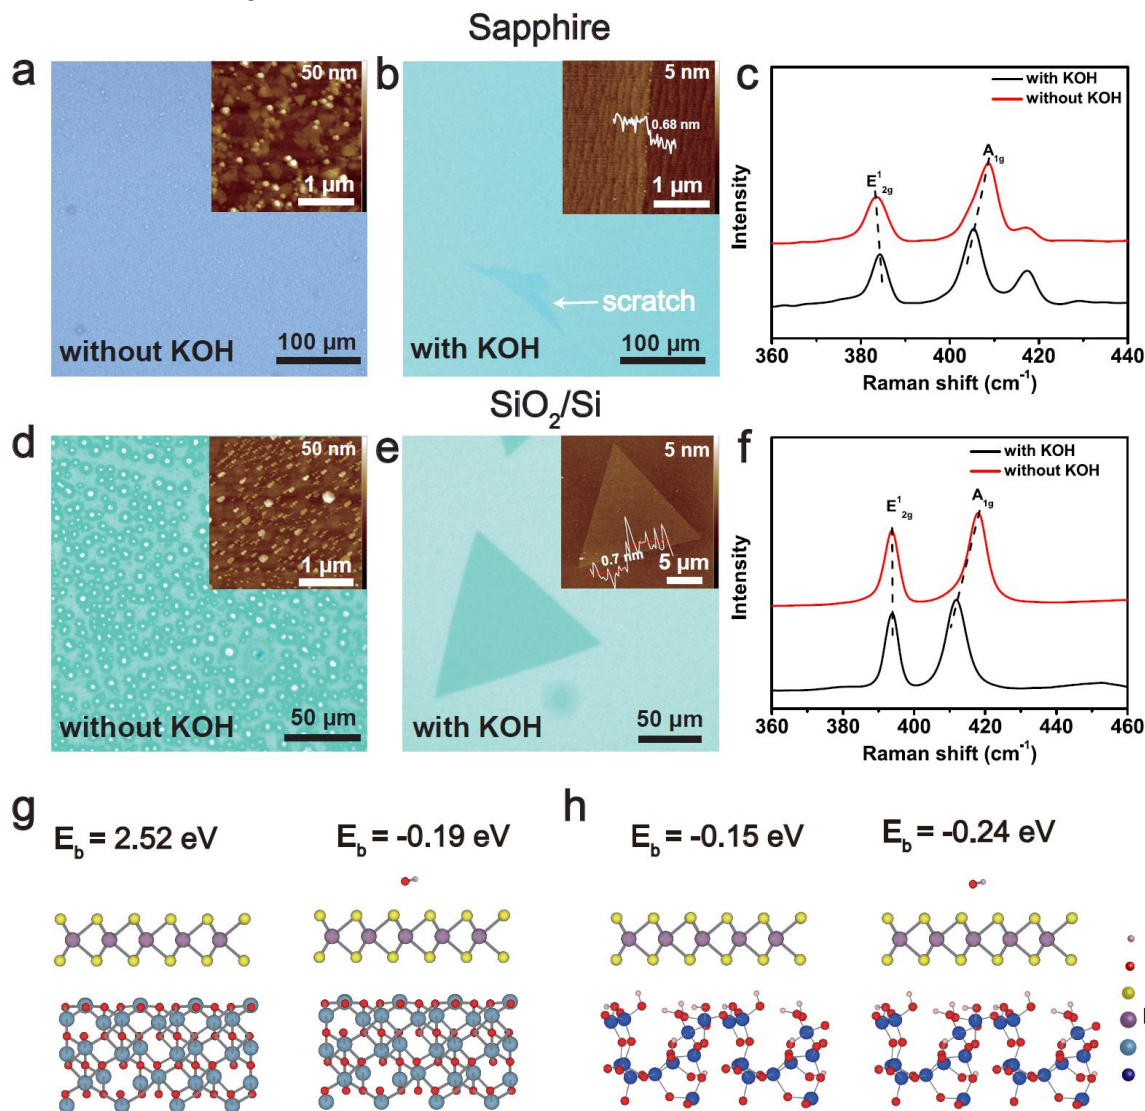 Sapphire
a
50 nm
1 µm
without KOH
100 µm
b
5 nm
0.68 nm
1 µm
scratch
with KOH
100 µm
c
with KOH
without KOH
E¹₂g
A₁g
Intensity
360 380 400 420 440
Raman shift (cm⁻¹)
SiO₂/Si
d
50 nm
1 µm
without KOH
50 µm
e
5 nm
0.7 nm
5 µm
with KOH
50 µm
f
with KOH
without KOH
E¹₂g
A₁g
Intensity
360 380 400 420 440 460
Raman shift (cm⁻¹)
g
E_b = 2.52 eV
E_b = -0.19 eV
h
E_b = -0.15 eV
E_b = -0.24 eV